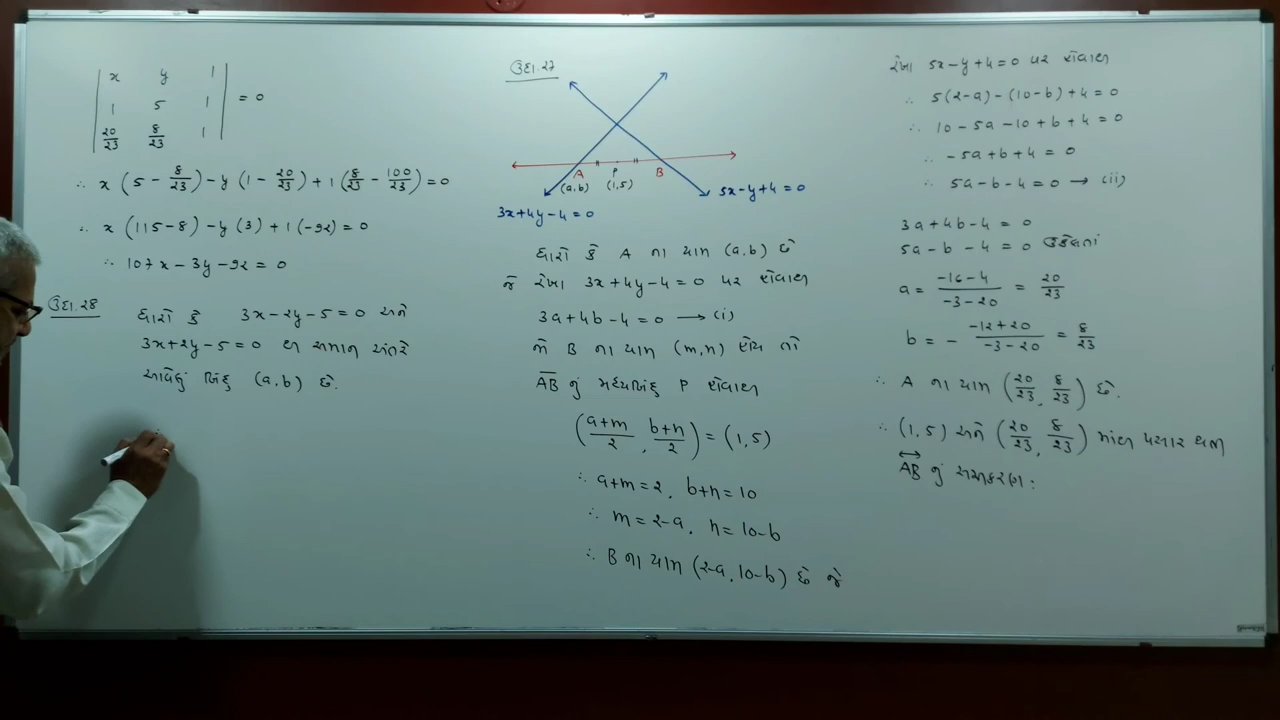 ઉદા.27
3x+4y-4=0
5x-y+4=0
A P B
(a,b) (1,5)
ધારો કે A ના યામ (a,b) છે
જે રેખા 3x+4y-4=0 પર હોવાથી
3a+4b-4=0 → (i)
જો B ના યામ (m,n) હોય તો
AB નું મધ્યબિંદુ P હોવાથી
((a+m)/2, (b+n)/2) = (1,5)
∴ a+m=2, b+n=10
∴ m=2-a, n=10-b
∴ B ના યામ (2-a, 10-b) છે જે
રેખા 5x-y+4=0 પર હોવાથી
∴ 5(2-a)-(10-b)+4=0
∴ 10-5a-10+b+4=0
∴ -5a+b+4=0
∴ 5a-b-4=0 → (ii)
3a+4b-4=0
5a-b-4=0 ઉકેલતાં
a = (-16-4)/(-3-20) = 20/23
b = - (-12+20)/(-3-20) = 8/23
∴ A ના યામ (20/23, 8/23) છે.
∴ (1,5) અને (20/23, 8/23) માંથી પસાર થતી
AB નું સમીકરણ:
| x y 1 |
| 1 5 1 | = 0
| 20/23 8/23 1 |
∴ x(5-8/23)-y(1-20/23)+1(8/23-100/23)=0
∴ x(115-8)-y(3)+1(-92)=0
∴ 107x-3y-92=0
ઉદા.28
ધારો કે 3x-2y-5=0 અને
3x+2y-5=0 થી સમાન અંતરે
આવેલું બિંદુ (a,b) છે.